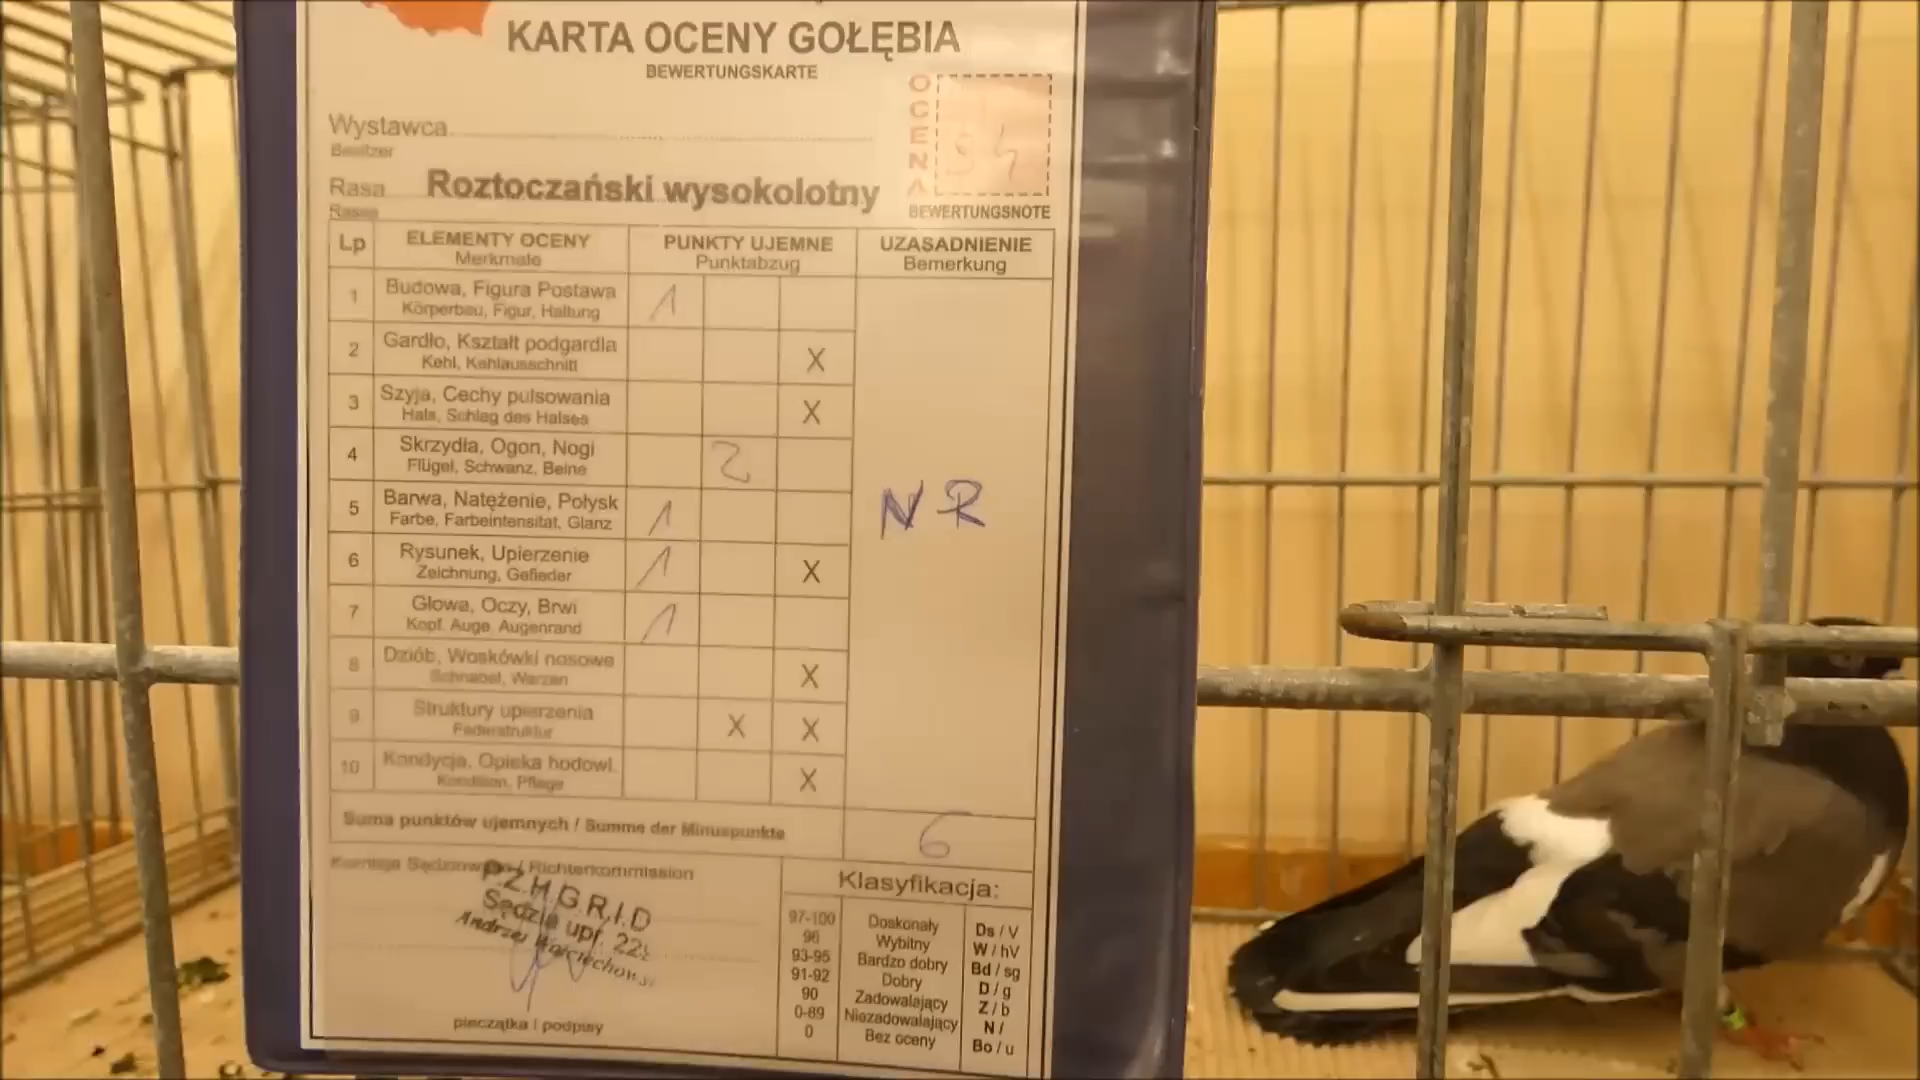 KARTA OCENY GOŁĘBIA
BEWERTUNGSKARTE
OCENA
94
BEWERTUNGSNOTE
Wystawca
Besitzer
Rasa Roztoczański wysokolotny
Rasse
Lp ELEMENTY OCENY PUNKTY UJEMNE UZASADNIENIE
Merkmale Punktabzug Bemerkung
1 Budowa, Figura Postawa 1
Körperbau, Figur, Haltung
2 Gardło, Kształt podgardla X
Kehl, Kehlausschnitt
3 Szyja, Cechy pulsowania X
Hals, Schlag des Halses
4 Skrzydła, Ogon, Nogi 2
Flügel, Schwanz, Beine
5 Barwa, Natężenie, Połysk 1
Farbe, Farbeintensität, Glanz
NR
6 Rysunek, Upierzenie 1 X
Zeichnung, Gefieder
7 Głowa, Oczy, Brwi 1
Kopf. Auge. Augenrand
8 Dziób, Woskówki nosowe X
Schnabel, Warzen
9 Struktury upierzenia X X
Federstruktur
10 Kondycja, Opieka hodowl. X
Kondition, Pflege
Suma punktów ujemnych / Summe der Minuspunkte 6
Komisja / Richterkommission
P.Z.H.G.R.I.D
Sędzia upr. 22
Andrzej
pieczątka i podpisy
Klasyfikacja:
97-100 Doskonały Ds / V
96 Wybitny W / hV
93-95 Bardzo dobry Bd / sg
91-92 Dobry D / g
90 Zadowalający Z / b
0-89 Niezadowalający N /
0 Bez oceny Bo / u